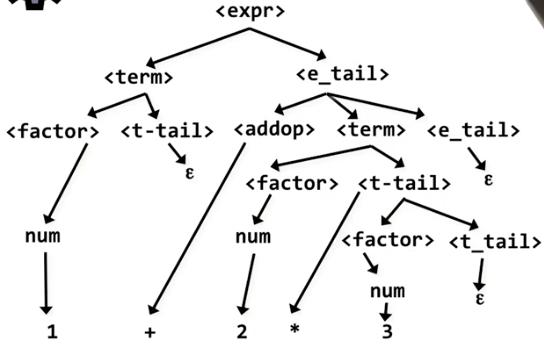 <expr>
<term> <e_tail>
<factor> <t-tail> <addop> <term> <e_tail>
ε <factor> <t-tail> ε
num num <factor> <t_tail>
num ε
1 + 2 * 3